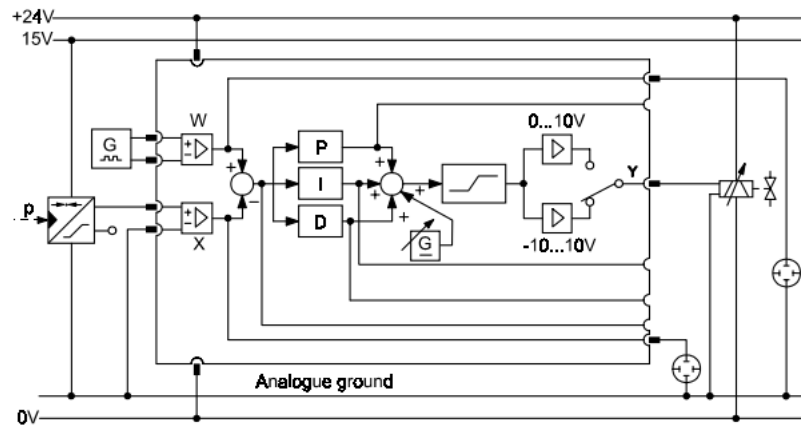 +24V
15V
W
G
+
−
P
0...10V
+
+
I
+
+
Y
−
p
+
−
D
+
G
X
-10...10V
Analogue ground
0V